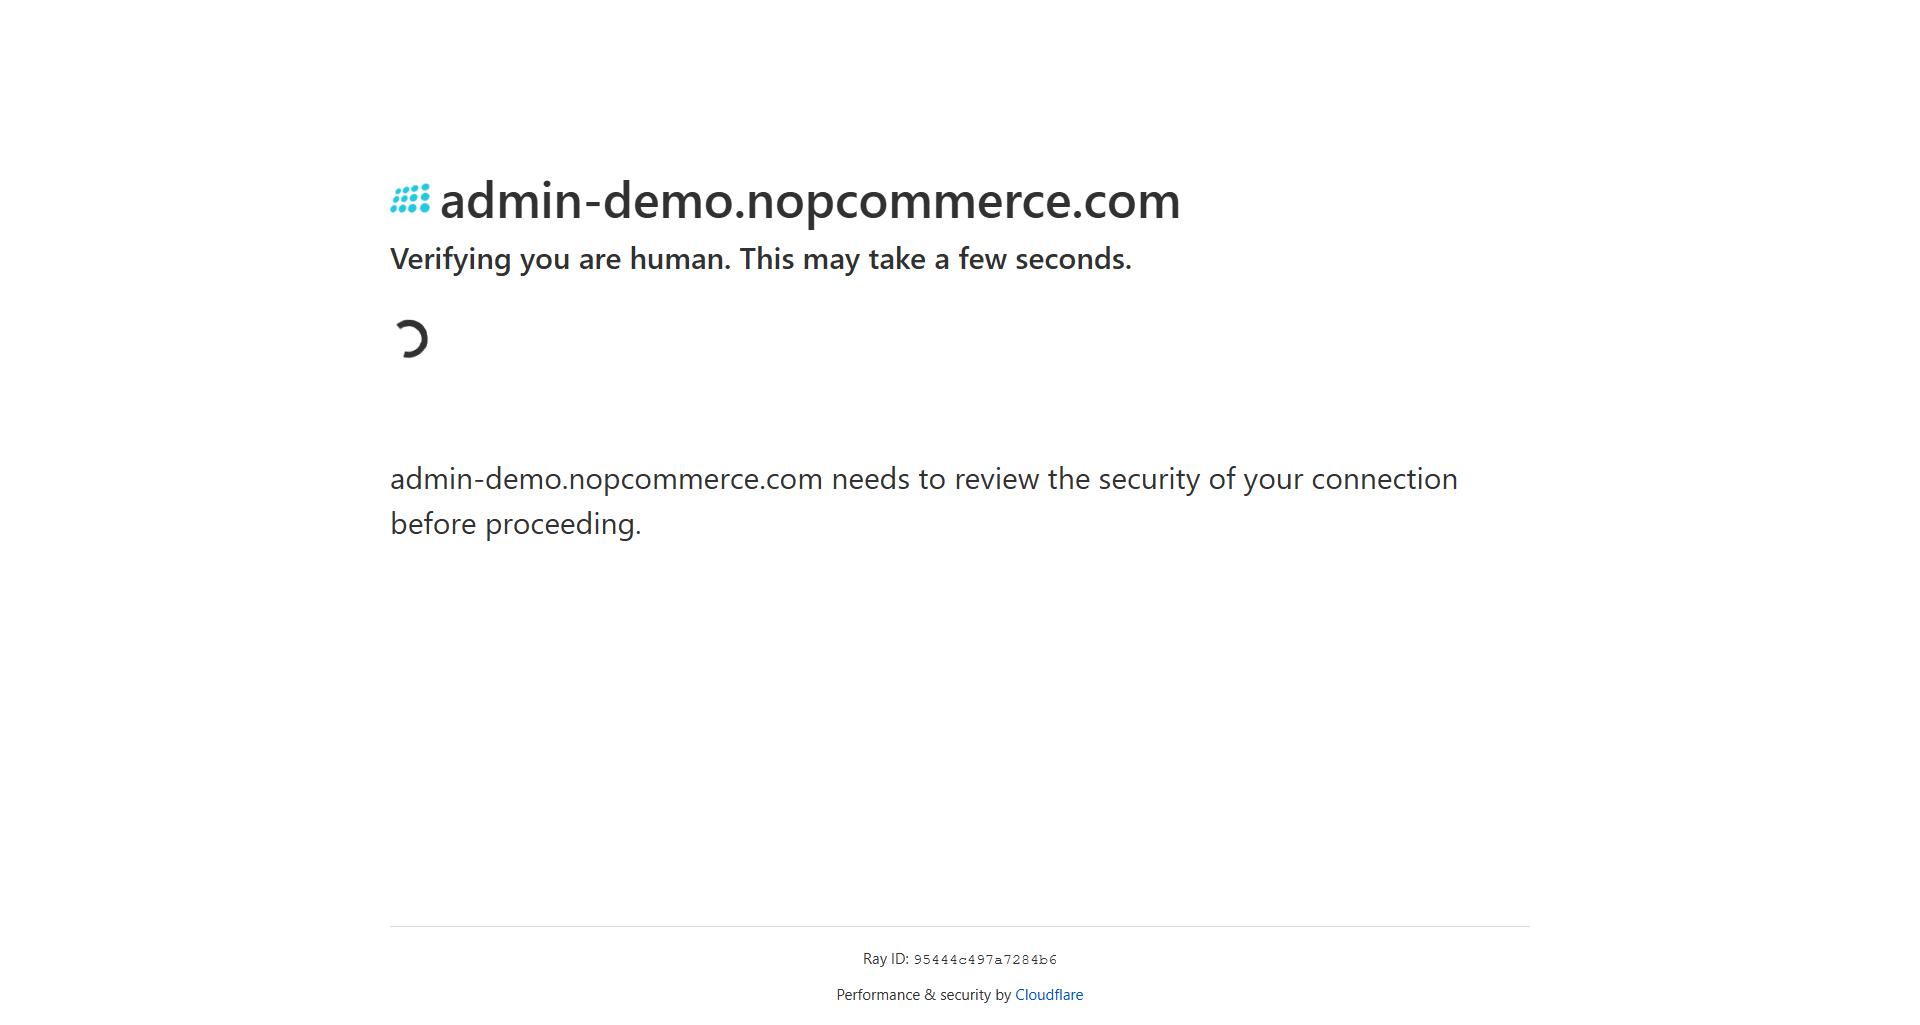 admin-demo.nopcommerce.com
Verifying you are human. This may take a few seconds.
admin-demo.nopcommerce.com needs to review the security of your connection
before proceeding.
Ray ID: 95444c497a7284b6
Performance & security by Cloudflare